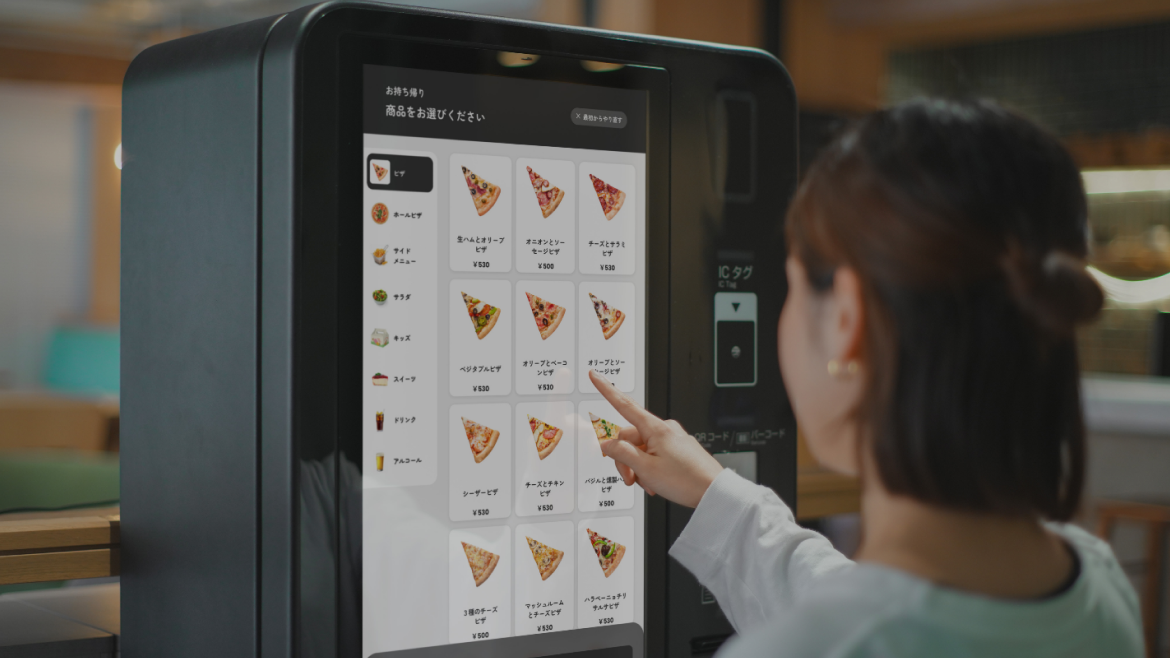 お持ち帰り
商品をお選びください
× 最初からやり直す
ピザ
ホールピザ
サイド
メニュー
サラダ
キッズ
スイーツ
ドリンク
アルコール
生ハムとオリーブ
ピザ
¥530
オニオンとソー
セージピザ
¥500
チーズとサラミ
ピザ
¥530
ベジタブルピザ
¥530
オリーブとベーコ
ンピザ
¥530
オリーブとソー
セージピザ
シーザーピザ
¥530
チーズとチキン
ピザ
¥530
バジルと燻製ハ
ピザ
¥500
3種のチーズ
ピザ
¥500
マッシュルーム
とチーズピザ
¥530
ハラペーニョチリ
サルサピザ
¥530
ICタグ
IC Tag
QRコード/
バーコード